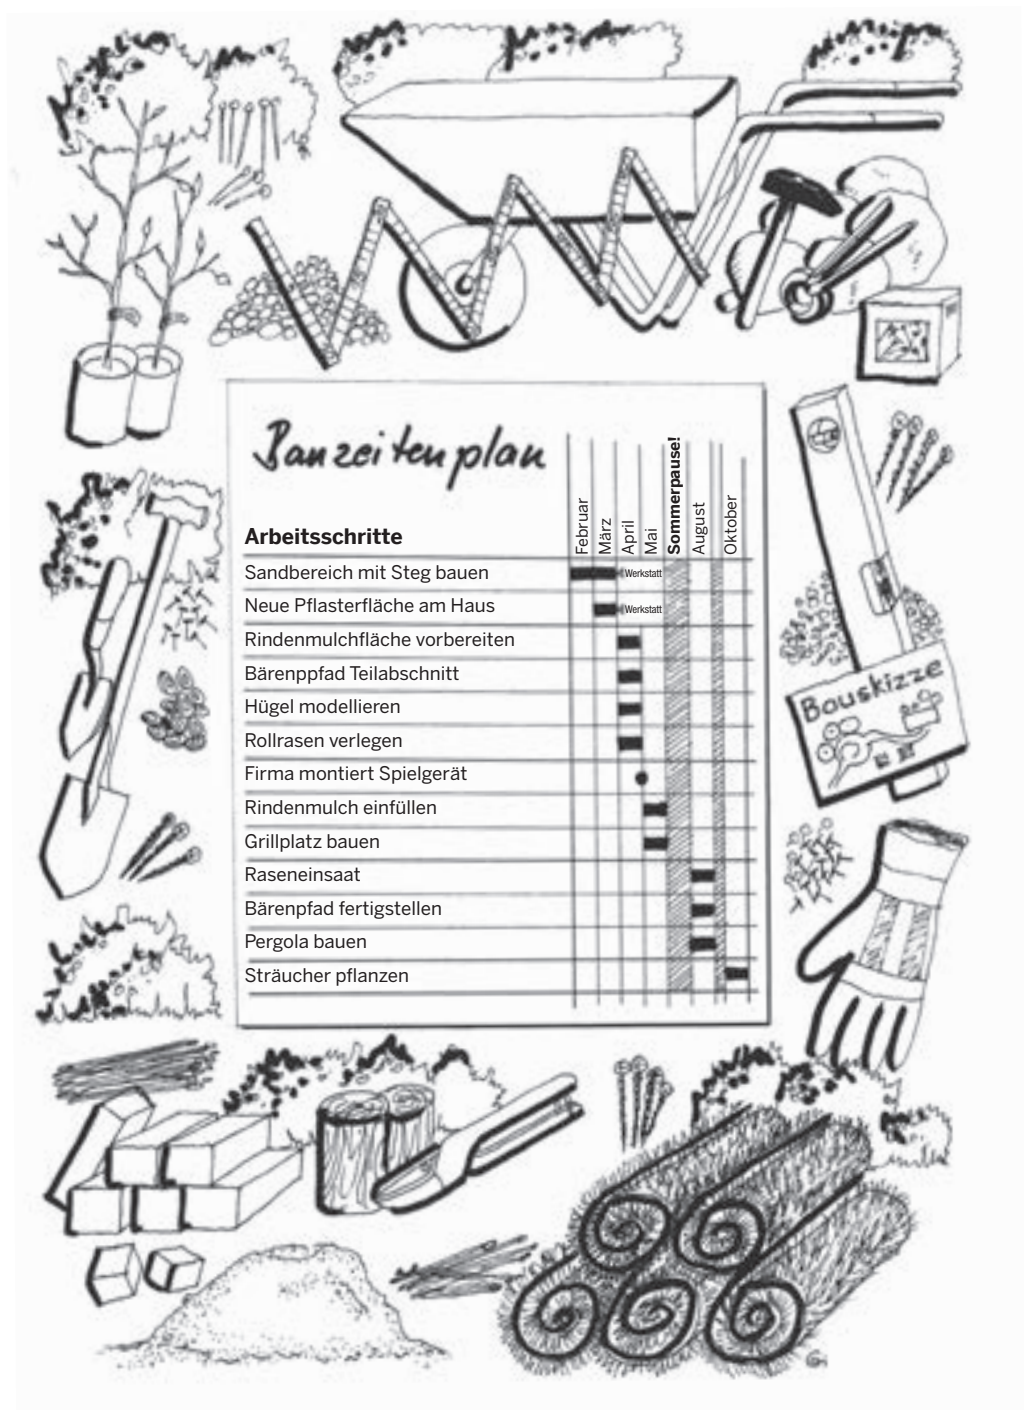 Bauzeitenplan
Arbeitsschritte
Februar
März
April
Mai
Sommerpause!
August
Oktober
Sandbereich mit Steg bauen
Werkstatt
Neue Pflasterfläche am Haus
Werkstatt
Rindenmulchfläche vorbereiten
Bärenppfad Teilabschnitt
Hügel modellieren
Rollrasen verlegen
Firma montiert Spielgerät
Rindenmulch einfüllen
Grillplatz bauen
Raseneinsaat
Bärenpfad fertigstellen
Pergola bauen
Sträucher pflanzen
Bauskizze